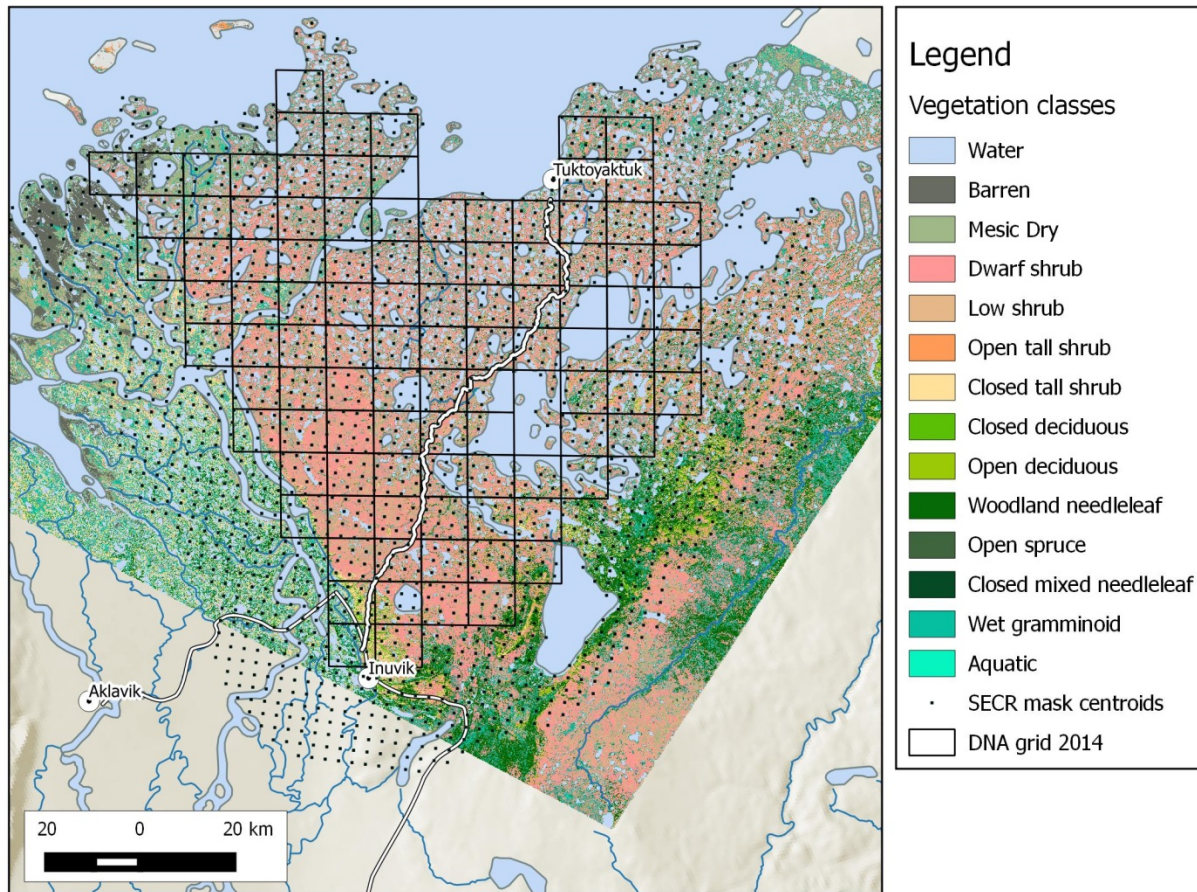 Tuktoyaktuk
Inuvik
Aklavik
20 0 20 km
Legend
Vegetation classes
Water
Barren
Mesic Dry
Dwarf shrub
Low shrub
Open tall shrub
Closed tall shrub
Closed deciduous
Open deciduous
Woodland needleleaf
Open spruce
Closed mixed needleleaf
Wet gramminoid
Aquatic
SECR mask centroids
DNA grid 2014